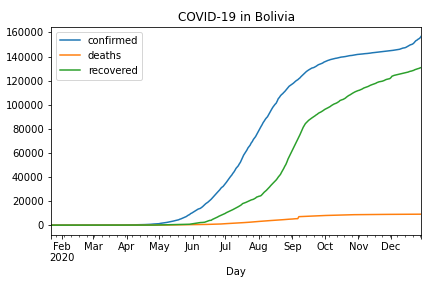 COVID-19 in Bolivia
160000
140000
120000
100000
80000
60000
40000
20000
0
confirmed
deaths
recovered
Feb Mar Apr May Jun Jul Aug Sep Oct Nov Dec
2020
Day